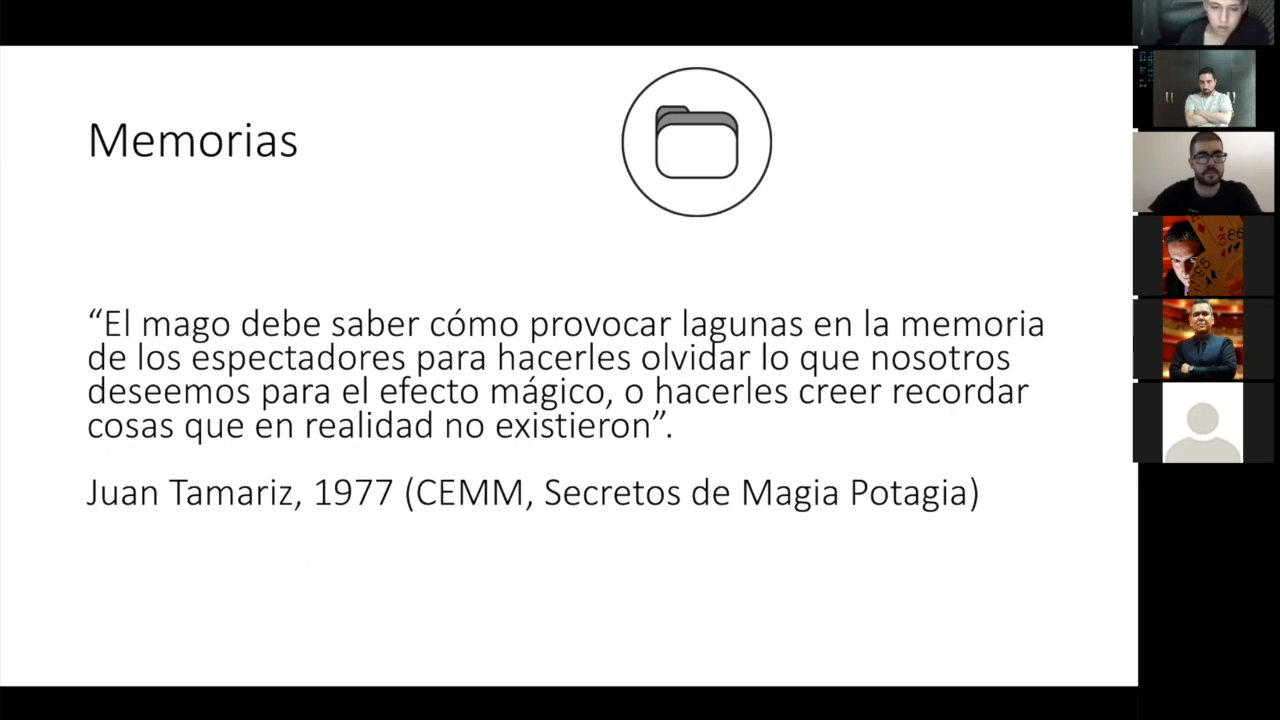 Memorias
“El mago debe saber cómo provocar lagunas en la memoria
de los espectadores para hacerles olvidar lo que nosotros
deseemos para el efecto mágico, o hacerles creer recordar
cosas que en realidad no existieron”.
Juan Tamariz, 1977 (CEMM, Secretos de Magia Potagia)